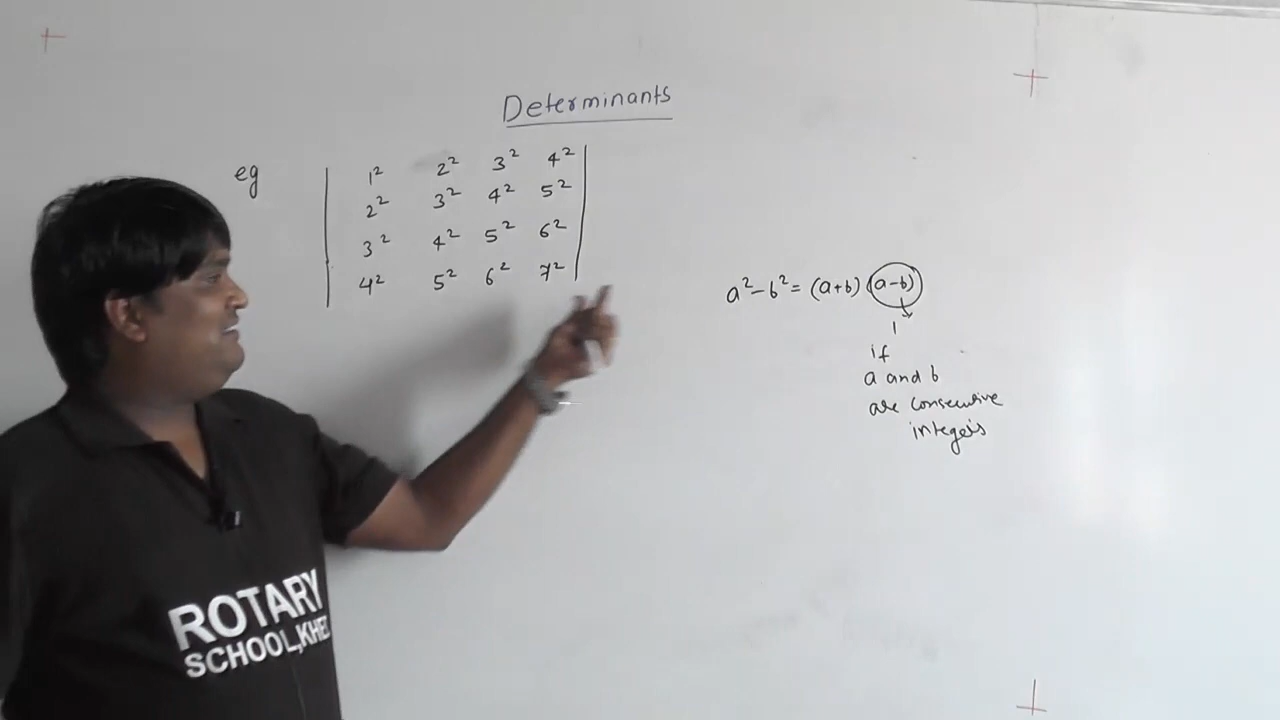 Determinants
eg
1² 2² 3² 4²
2² 3² 4² 5²
3² 4² 5² 6²
4² 5² 6² 7²
a²-b²=(a+b)(a-b)
1
if
a and b
are consecutive
integers
ROTARY
SCHOOL,